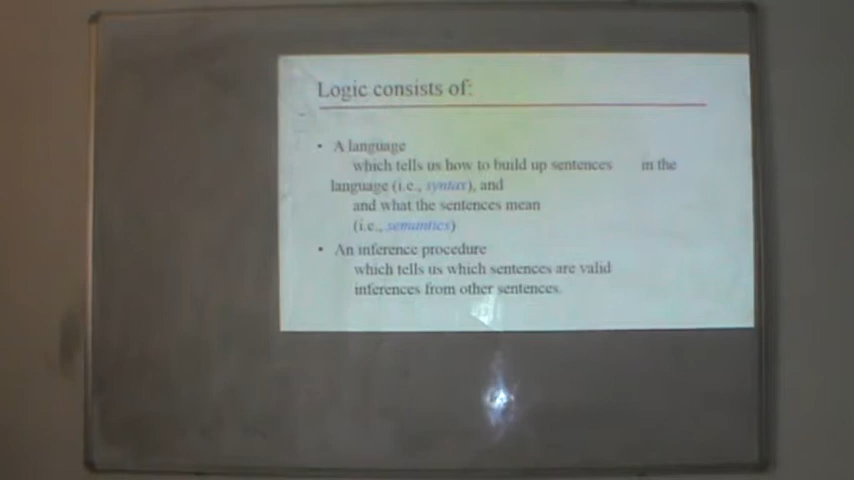 Logic consists of:
• A language
which tells us how to build up sentences in the
language (i.e., syntax), and
and what the sentences mean
(i.e., semantics)
• An inference procedure
which tells us which sentences are valid
inferences from other sentences.